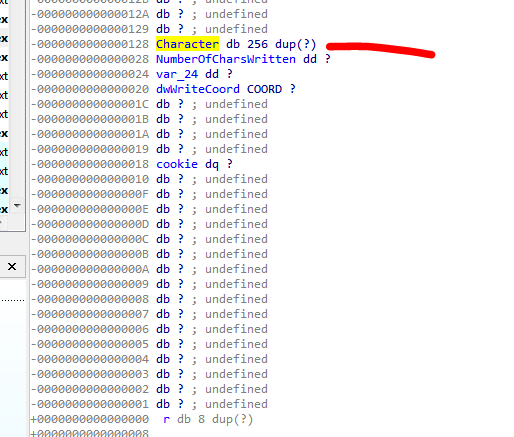 -000000000000012A db ? ; undefined
-0000000000000129 db ? ; undefined
-0000000000000128 Character db 256 dup(?)
-0000000000000028 NumberOfCharsWritten dd ?
-0000000000000024 var_24 dd ?
-0000000000000020 dwWriteCoord COORD ?
-000000000000001C db ? ; undefined
-000000000000001B db ? ; undefined
-000000000000001A db ? ; undefined
-0000000000000019 db ? ; undefined
-0000000000000018 cookie dq ?
-0000000000000010 db ? ; undefined
-000000000000000F db ? ; undefined
-000000000000000E db ? ; undefined
-000000000000000D db ? ; undefined
-000000000000000C db ? ; undefined
-000000000000000B db ? ; undefined
-000000000000000A db ? ; undefined
-0000000000000009 db ? ; undefined
-0000000000000008 db ? ; undefined
-0000000000000007 db ? ; undefined
-0000000000000006 db ? ; undefined
-0000000000000005 db ? ; undefined
-0000000000000004 db ? ; undefined
-0000000000000003 db ? ; undefined
-0000000000000002 db ? ; undefined
-0000000000000001 db ? ; undefined
+0000000000000000  r db 8 dup(?)
+0000000000000008